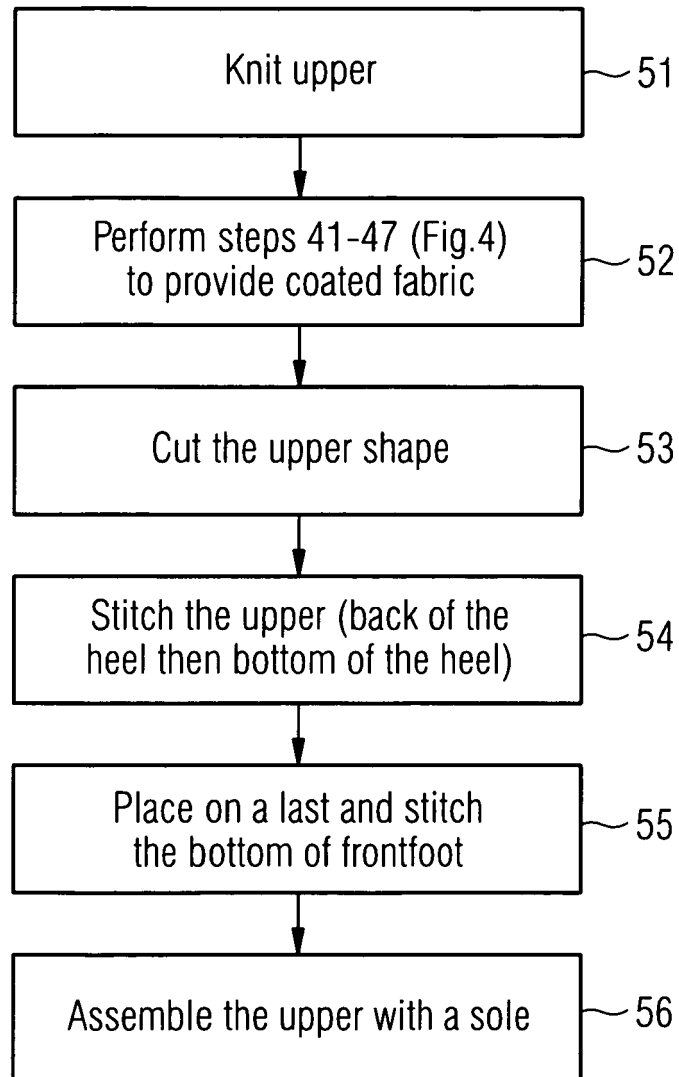 Knit upper
51
Perform steps 41-47 (Fig.4)
to provide coated fabric
52
Cut the upper shape
53
Stitch the upper (back of the
heel then bottom of the heel)
54
Place on a last and stitch
the bottom of frontfoot
55
Assemble the upper with a sole
56